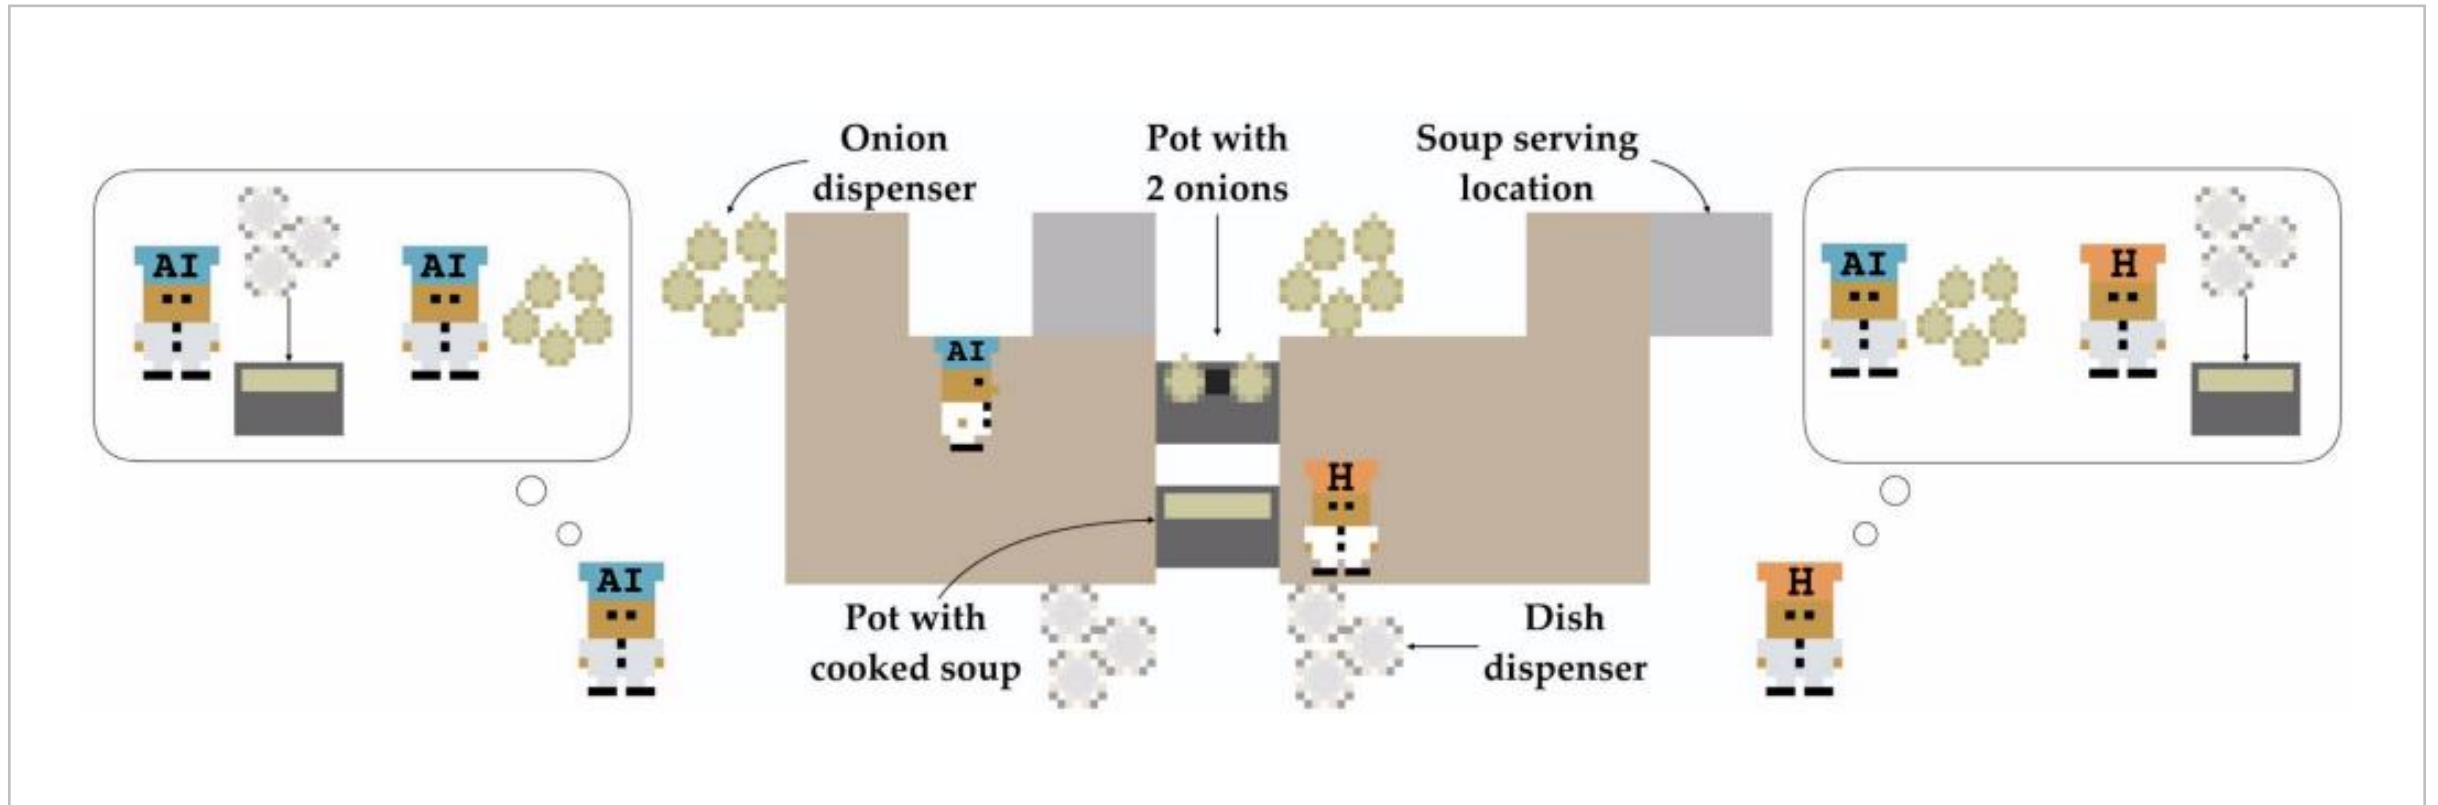 Onion
dispenser
Pot with
2 onions
Soup serving
location
AI
AI
AI
H
AI
H
AI
H
Pot with
cooked soup
Dish
dispenser